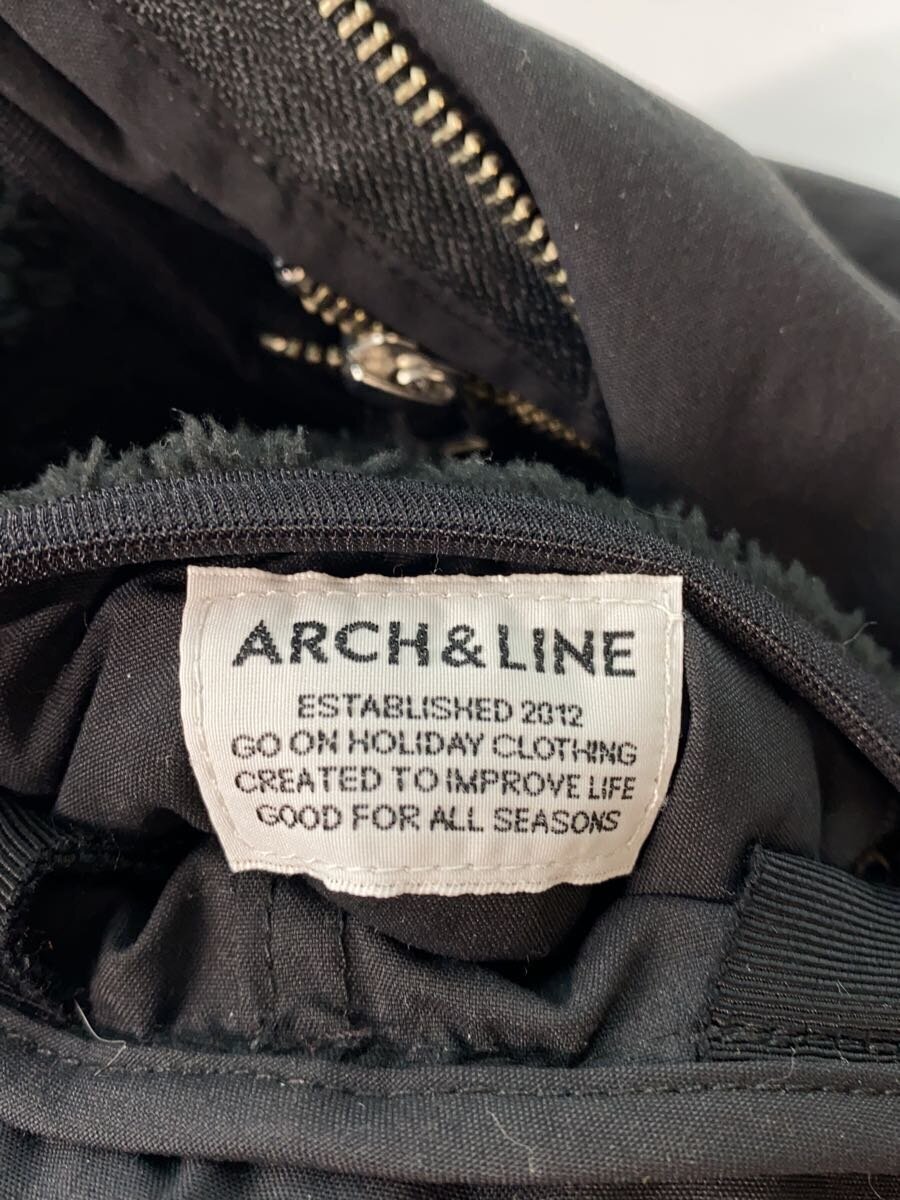 ARCH&LINE
ESTABLISHED 2012
GO ON HOLIDAY CLOTHING
CREATED TO IMPROVE LIFE
GOOD FOR ALL SEASONS